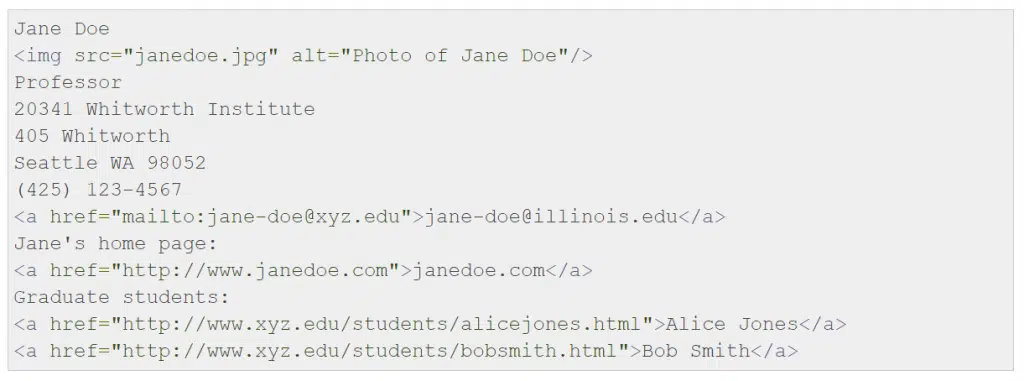 Jane Doe
<img src="janedoe.jpg" alt="Photo of Jane Doe"/>
Professor
20341 Whitworth Institute
405 Whitworth
Seattle WA 98052
(425) 123-4567
<a href="mailto:jane-doe@xyz.edu">jane-doe@illinois.edu</a>
Jane's home page:
<a href="http://www.janedoe.com">janedoe.com</a>
Graduate students:
<a href="http://www.xyz.edu/students/alicejones.html">Alice Jones</a>
<a href="http://www.xyz.edu/students/bobsmith.html">Bob Smith</a>